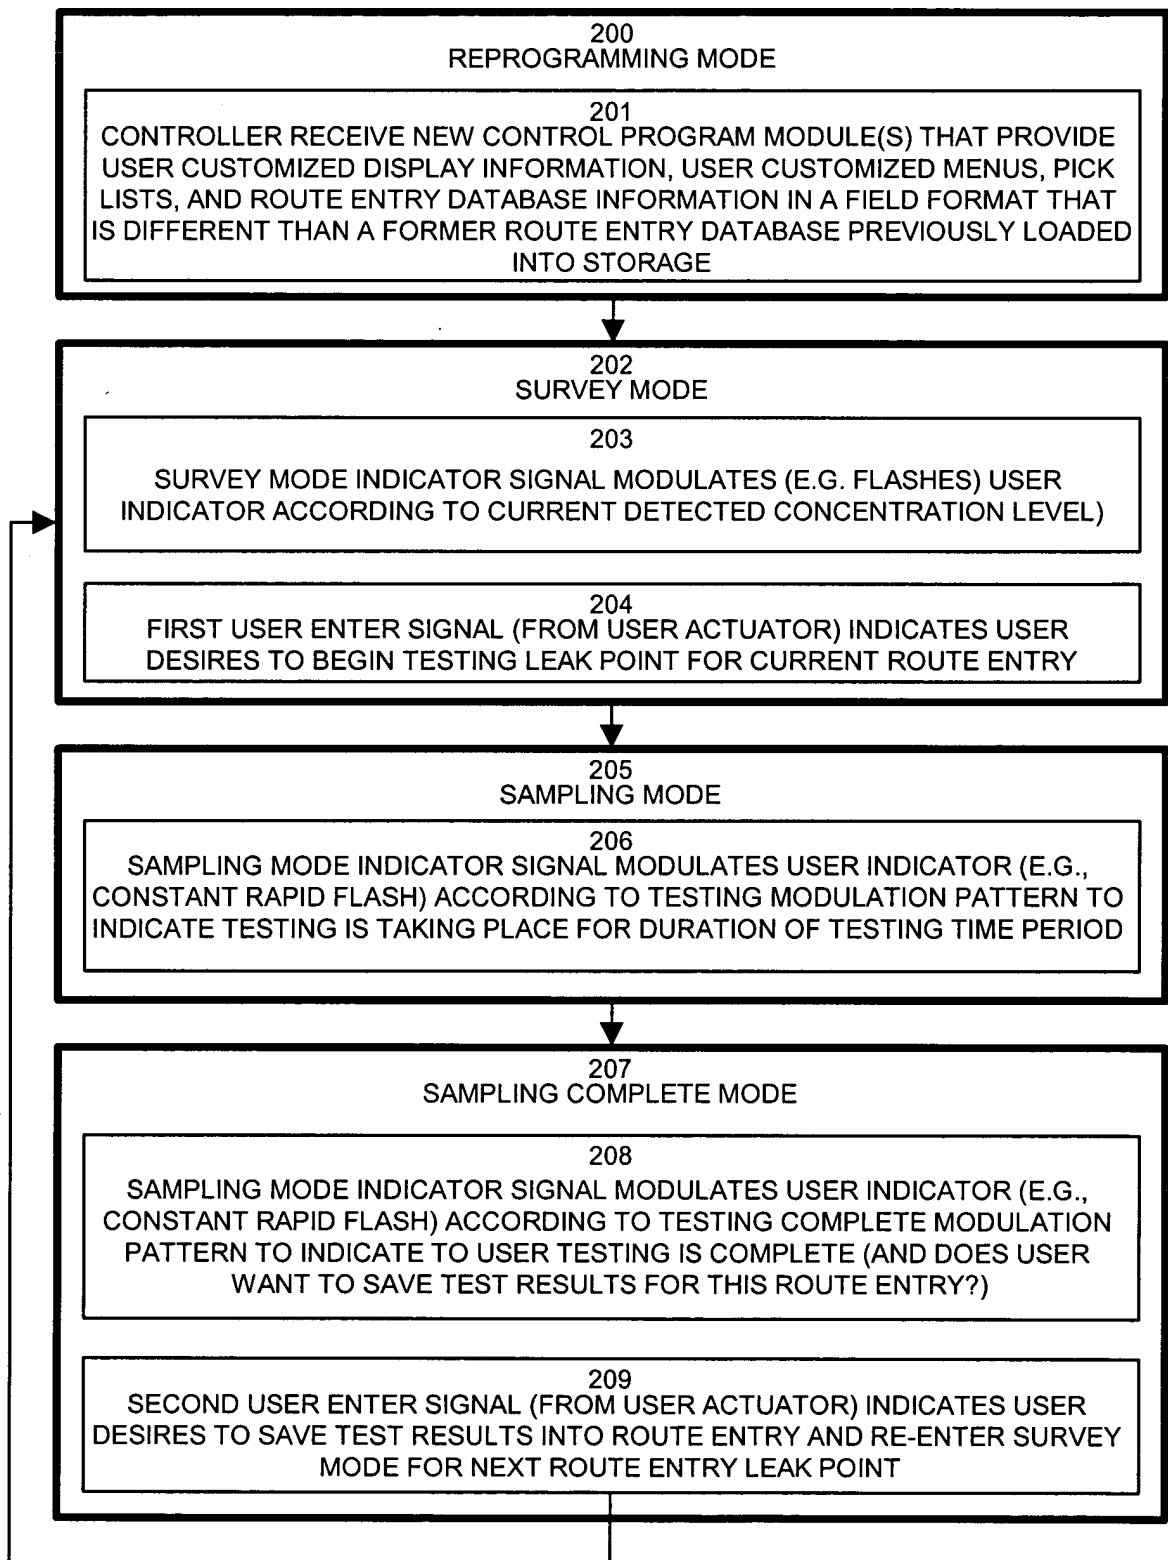 200
REPROGRAMMING MODE
201
CONTROLLER RECEIVE NEW CONTROL PROGRAM MODULE(S) THAT PROVIDE
USER CUSTOMIZED DISPLAY INFORMATION, USER CUSTOMIZED MENUS, PICK
LISTS, AND ROUTE ENTRY DATABASE INFORMATION IN A FIELD FORMAT THAT
IS DIFFERENT THAN A FORMER ROUTE ENTRY DATABASE PREVIOUSLY LOADED
INTO STORAGE
202
SURVEY MODE
203
SURVEY MODE INDICATOR SIGNAL MODULATES (E.G. FLASHES) USER
INDICATOR ACCORDING TO CURRENT DETECTED CONCENTRATION LEVEL)
204
FIRST USER ENTER SIGNAL (FROM USER ACTUATOR) INDICATES USER
DESIRES TO BEGIN TESTING LEAK POINT FOR CURRENT ROUTE ENTRY
205
SAMPLING MODE
206
SAMPLING MODE INDICATOR SIGNAL MODULATES USER INDICATOR (E.G.,
CONSTANT RAPID FLASH) ACCORDING TO TESTING MODULATION PATTERN TO
INDICATE TESTING IS TAKING PLACE FOR DURATION OF TESTING TIME PERIOD
207
SAMPLING COMPLETE MODE
208
SAMPLING MODE INDICATOR SIGNAL MODULATES USER INDICATOR (E.G.,
CONSTANT RAPID FLASH) ACCORDING TO TESTING COMPLETE MODULATION
PATTERN TO INDICATE TO USER TESTING IS COMPLETE (AND DOES USER
WANT TO SAVE TEST RESULTS FOR THIS ROUTE ENTRY?)
209
SECOND USER ENTER SIGNAL (FROM USER ACTUATOR) INDICATES USER
DESIRES TO SAVE TEST RESULTS INTO ROUTE ENTRY AND RE-ENTER SURVEY
MODE FOR NEXT ROUTE ENTRY LEAK POINT